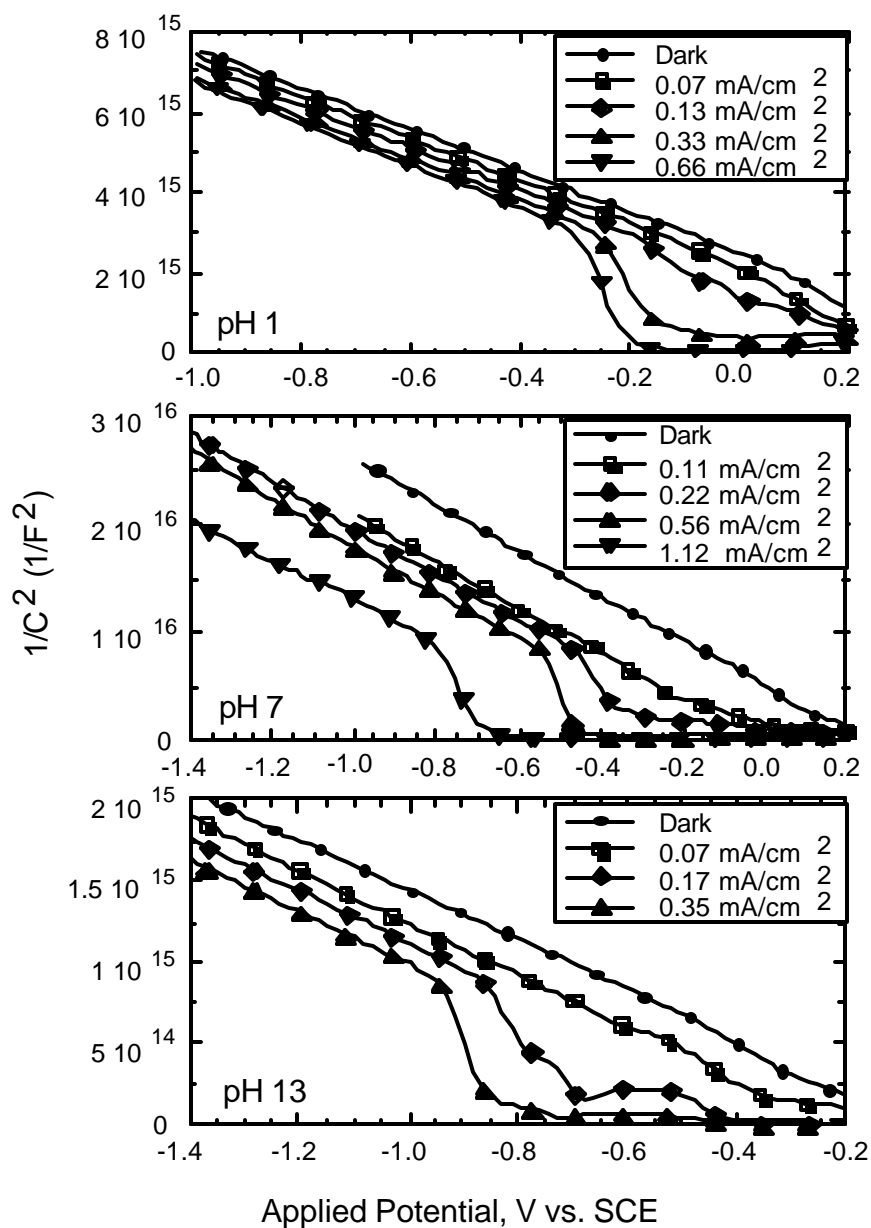 8 10 15
6 10 15
4 10 15
2 10 15
0
Dark
0.07 mA/cm 2
0.13 mA/cm 2
0.33 mA/cm 2
0.66 mA/cm 2
pH 1
-1.0 -0.8 -0.6 -0.4 -0.2 0.0 0.2
1/C 2 (1/F 2)
3 10 16
2 10 16
1 10 16
0
Dark
0.11 mA/cm 2
0.22 mA/cm 2
0.56 mA/cm 2
1.12 mA/cm 2
pH 7
-1.4 -1.2 -1.0 -0.8 -0.6 -0.4 -0.2 0.0 0.2
2 10 15
1.5 10 15
1 10 15
5 10 14
0
Dark
0.07 mA/cm 2
0.17 mA/cm 2
0.35 mA/cm 2
pH 13
-1.4 -1.2 -1.0 -0.8 -0.6 -0.4 -0.2
Applied Potential, V vs. SCE